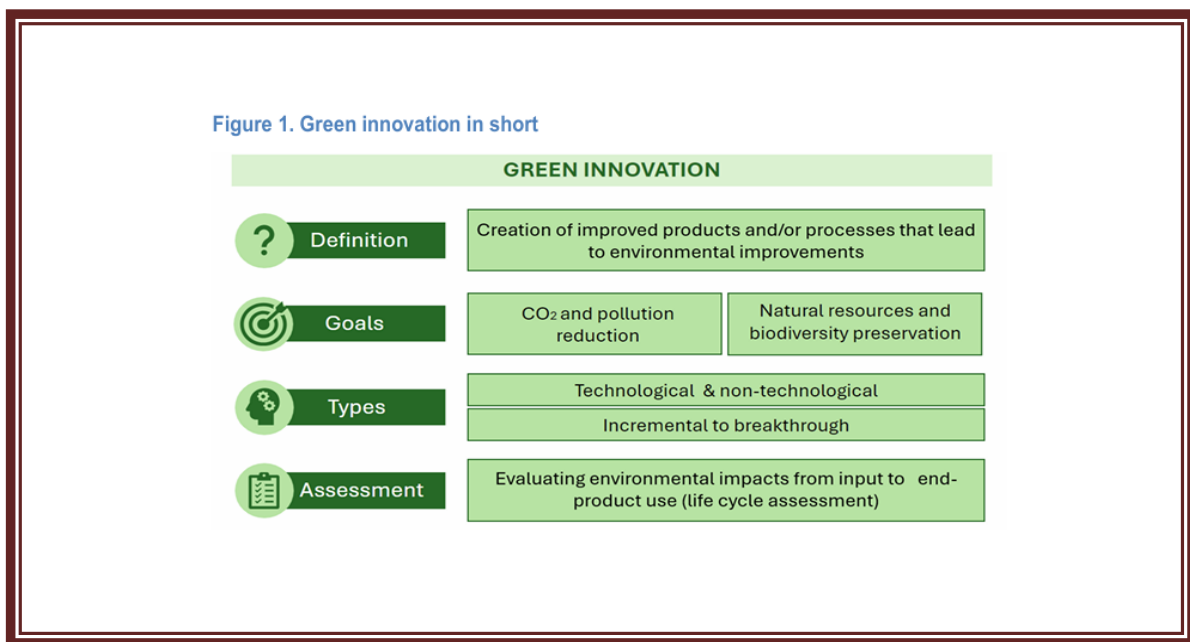 Figure 1. Green innovation in short
GREEN INNOVATION
?
Definition
Creation of improved products and/or processes that lead
to environmental improvements
Goals
CO₂ and pollution
reduction
Natural resources and
biodiversity preservation
Types
Technological & non-technological
Incremental to breakthrough
Assessment
Evaluating environmental impacts from input to end-
product use (life cycle assessment)